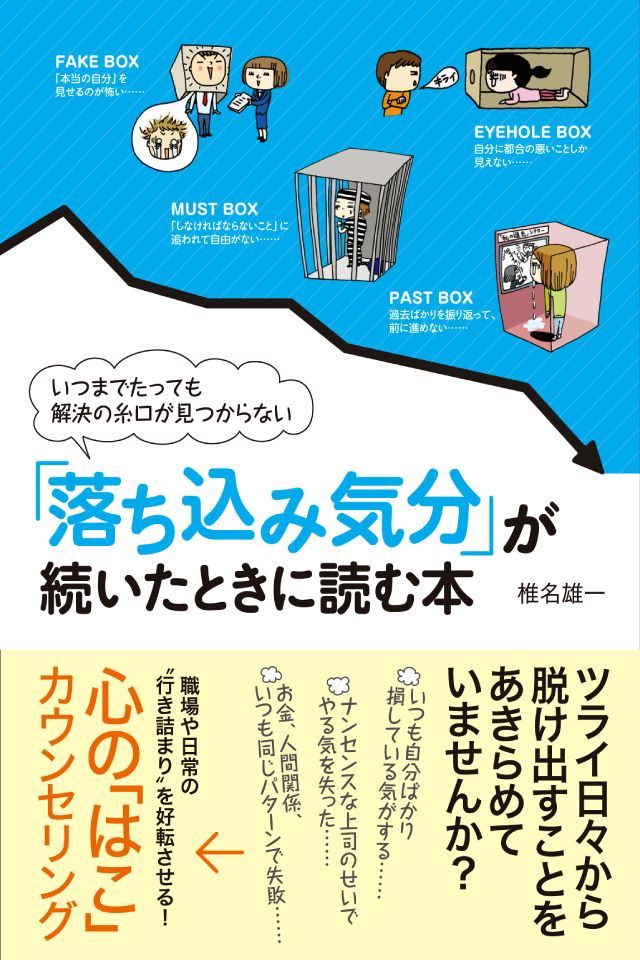 FAKE BOX
「本当の自分」を
見せるのが怖い……
キライ
EYEHOLE BOX
自分に都合の悪いことしか
見えない……
MUST BOX
「しなければならないこと」に
追われて自由がない……
PAST BOX
過去ばかりを振り返って、
前に進めない……
いつまでたっても
解決の糸口が見つからない
「落ち込み気分」が
続いたときに読む本
椎名雄一
ツライ日々から
脱け出すことを
あきらめて
いませんか?
いつも自分ばかり
損している気がする……
ナンセンスな上司のせいで
やる気を失った……
お金、人間関係、
いつも同じパターンで失敗……
職場や日常の
〝行き詰まり〟を好転させる!
心の「はこ」
カウンセリング